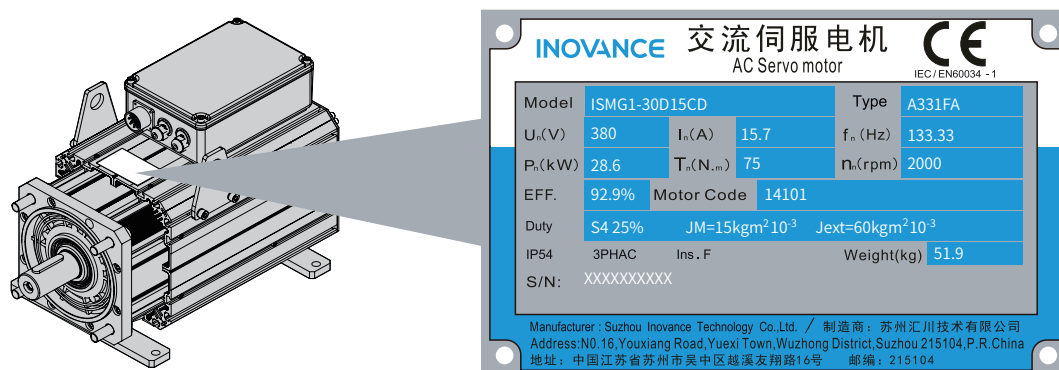 INOVANCE 交流伺服电机 CE
AC Servo motor IEC/EN60034-1
Model ISMG1-30D15CD Type A331FA
Un(V) 380 In(A) 15.7 fn(Hz) 133.33
Pn(kW) 28.6 Tn(N.m) 75 nn(rpm) 2000
EFF. 92.9% Motor Code 14101
Duty S4 25% JM=15kgm²10⁻³ Jext=60kgm²10⁻³
IP54 3PHAC Ins.F Weight(kg) 51.9
S/N: XXXXXXXXXX
Manufacturer : Suzhou Inovance Technology Co.,Ltd. / 制造商：苏州汇川技术有限公司
Address:N0.16,Youxiang Road,Yuexi Town,Wuzhong District,Suzhou 215104,P.R.China
地址：中国江苏省苏州市吴中区越溪友翔路16号 邮编：215104